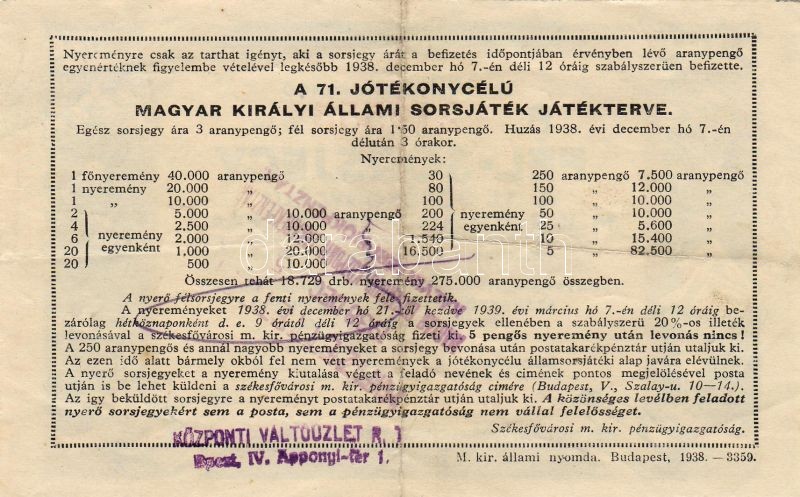 Nyereményre csak az tarthat igényt, aki a sorsjegy árát a befizetés időpontjában érvényben lévő aranypengő
egyenértéknek figyelembe vételével legkésőbb 1938. december hó 7.-én déli 12 óráig szabályszerüen befizette.
A 71. JÓTÉKONYCÉLÚ
MAGYAR KIRÁLYI ÁLLAMI SORSJÁTÉK JÁTÉKTERVE.
Egész sorsjegy ára 3 aranypengő; fél sorsjegy ára 1·50 aranypengő. Huzás 1938. évi december hó 7.-én
délután 3 órakor.
Nyeremények:
1 főnyeremény 40.000 aranypengő 30 250 aranypengő 7.500 aranypengő
1 nyeremény 20.000 „ 80 150 „ 12.000 „
1 „ 10.000 „ 100 100 „ 10.000 „
2 5.000 „ 10.000 aranypengő 200 nyeremény 50 „ 10.000 „
4 nyeremény 2,500 „ 10.000 „ 224 egyenként 25 „ 5.600 „
6 egyenként 2,000 „ 12.000 „ 1.540 10 „ 15.400 „
20 1,000 „ 20.000 „ 16,500 5 „ 82.500 „
20 500 „ 10.000 „
Összesen tehát 18.729 drb. nyeremény 275.000 aranypengő összegben.
A nyerő félsorsjegyre a fenti nyeremények fele fizettetik.
A nyereményeket 1938. évi december hó 21.-től kezdve 1939. évi március hó 7-én déli 12 óráig be-
zárólag hétköznaponként d. e. 9 órától déli 12 óráig a sorsjegyek ellenében a szabályszerü 20%-os illeték
levonásával a székesfővárosi m. kir. pénzügyigazgatóság fizeti ki. 5 pengős nyeremény után levonás nincs!
A 250 aranypengős és annál nagyobb nyereményeket a sorsjegy bevonása után postatakarékpénztár utján utaljuk ki.
Az ezen idő alatt bármely okból fel nem vett nyeremények a jótékonycélu államsorsjátéki alap javára elévülnek.
A nyerő sorsjegyeket a nyeremény kiutalása végett a feladó nevének és cimének pontos megjelölésével posta
utján is be lehet küldeni a székesfővárosi m. kir. pénzügyigazgatóság cimére (Budapest, V., Szalay-u. 10—14.).
Az igy beküldött sorsjegyre a nyereményt postatakarékpénztár utján utaljuk ki. A közönséges levélben feladott
nyerő sorsjegyekért sem a posta, sem a pénzügyigazgatóság nem vállal felelősséget.
Székesfővárosi m. kir. pénzügyigazgatóság.
KÖZPONTI VÁLTÓÜZLET R. T
Bpest, IV. Apponyi-tér 1.
M. kir. állami nyomda. Budapest, 1938. — 3359.
darabanth